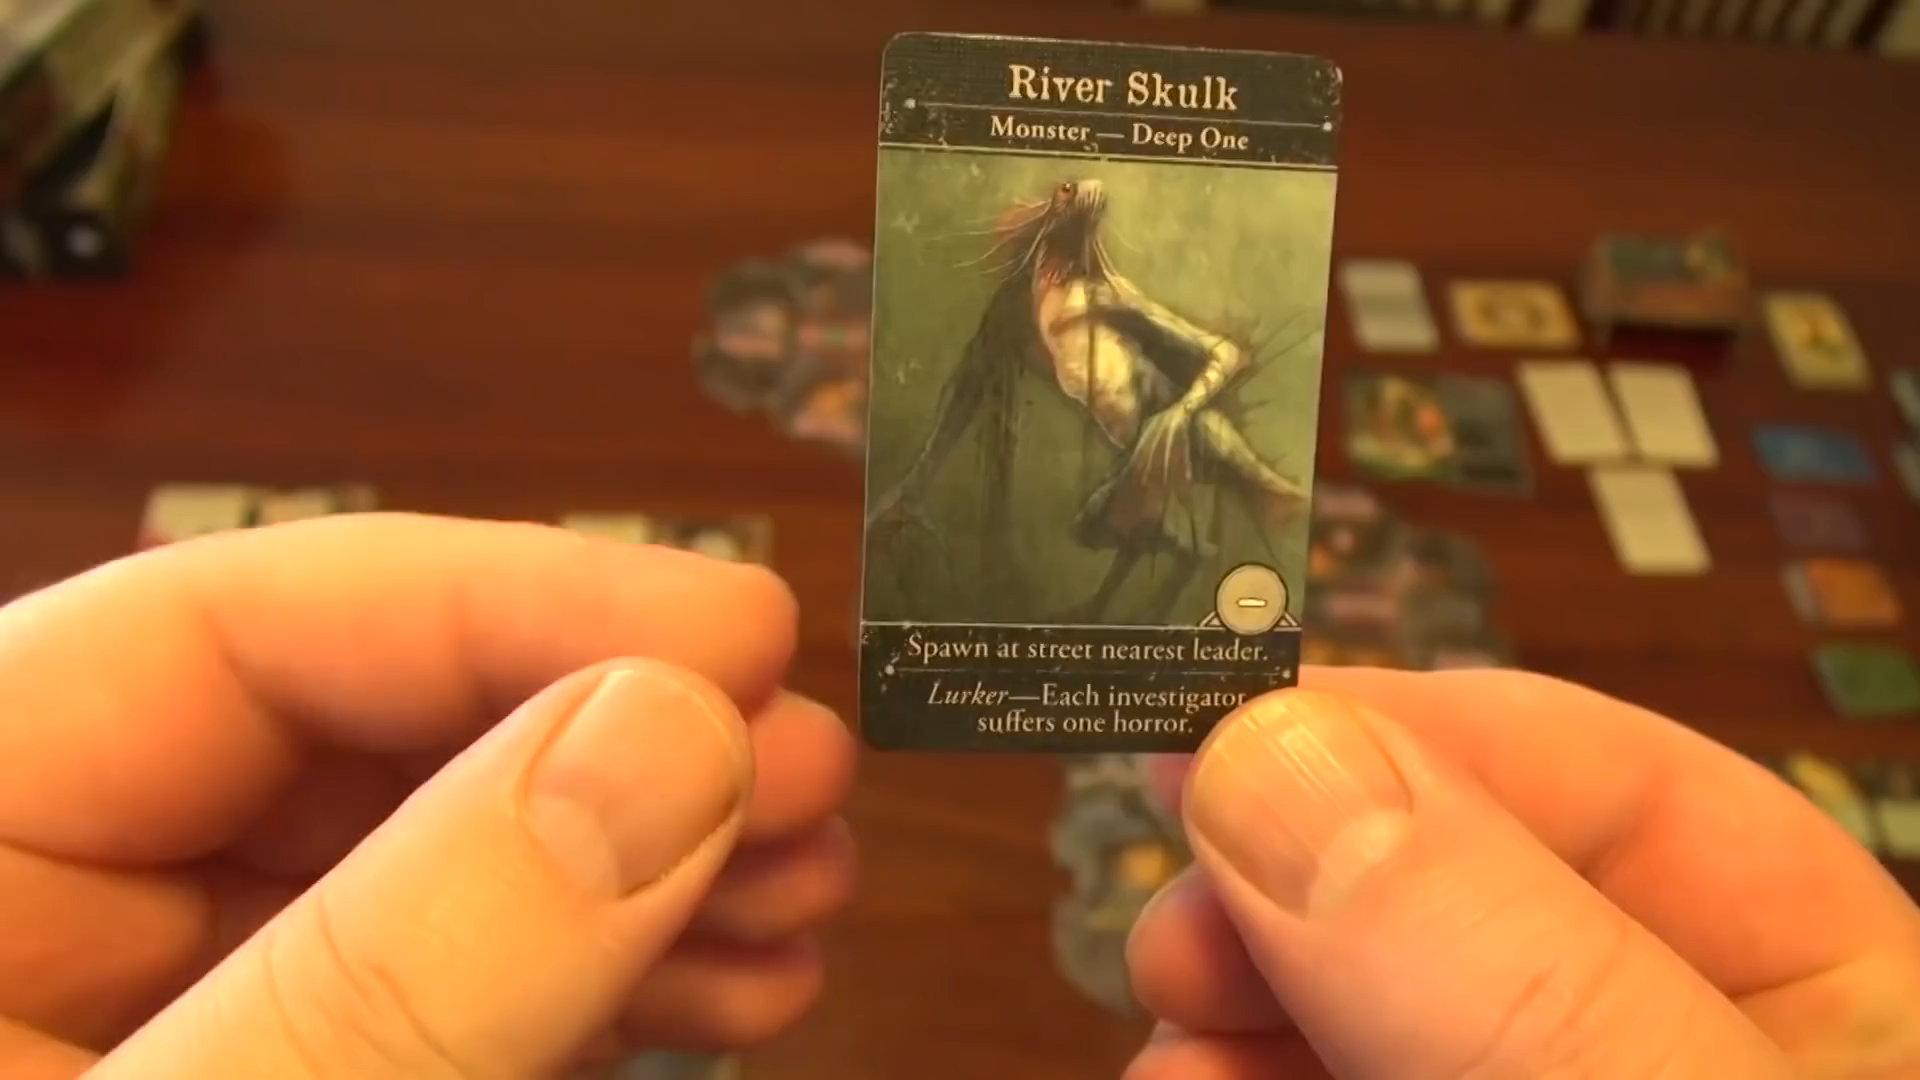 River Skulk
Monster — Deep One
Spawn at street nearest leader.
Lurker—Each investigator
suffers one horror.